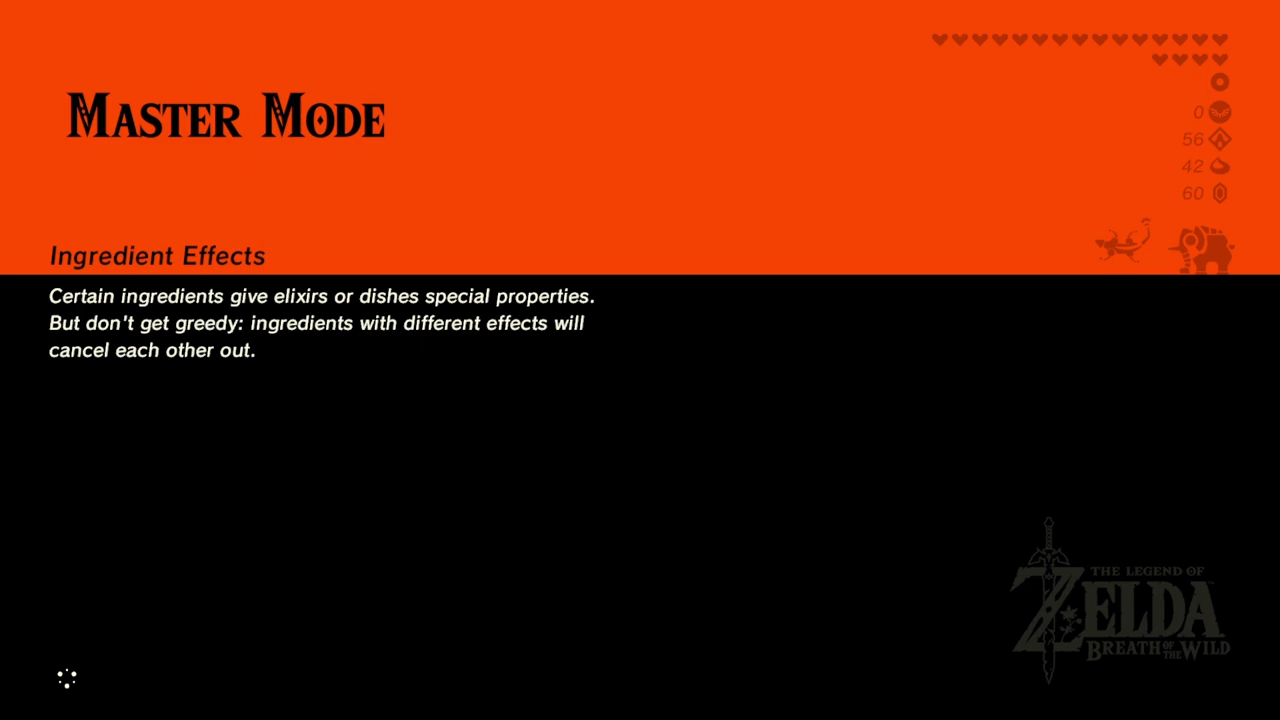 Master Mode
0
56
42
60
Ingredient Effects
Certain ingredients give elixirs or dishes special properties.
But don't get greedy: ingredients with different effects will
cancel each other out.
THE LEGEND OF
ZELDA
BREATH OF THE WILD